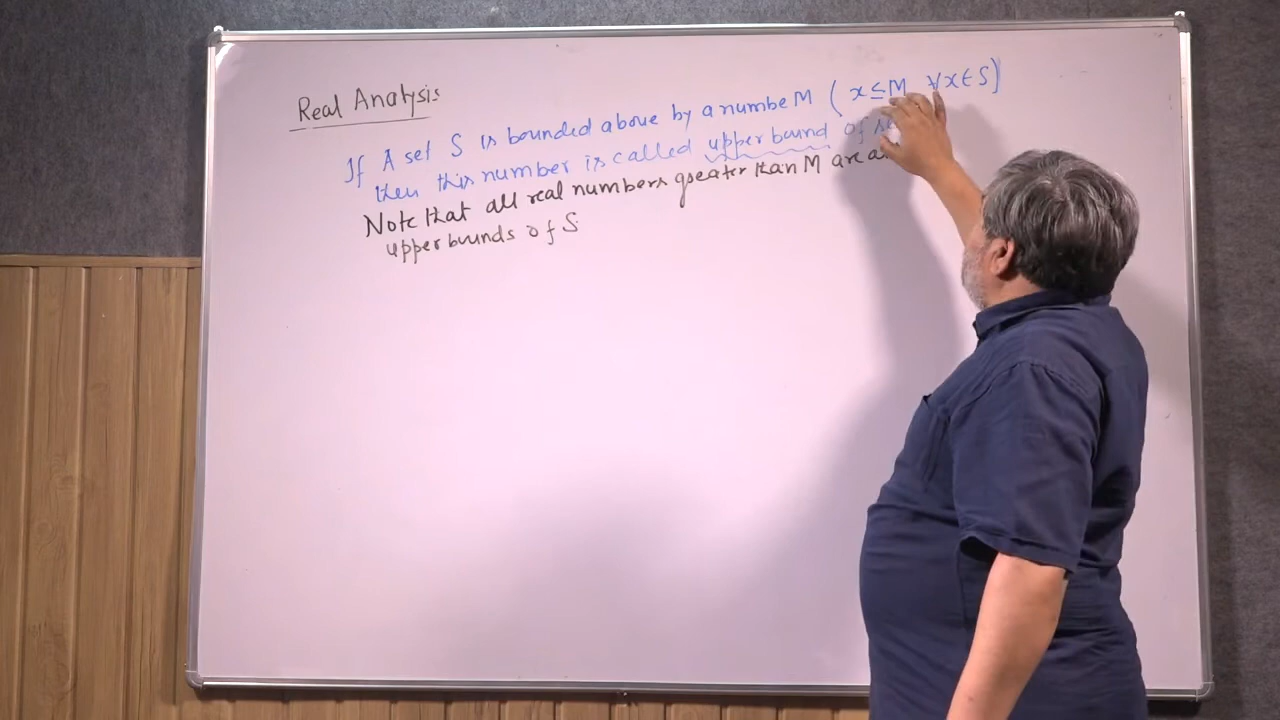 Real Analysis
If A set S is bounded above by a numbe M ( x ≤ M ∀ x ∈ S )
then this number is called upper bound of
Note that all real numbers greater than M are
upper bounds of S.